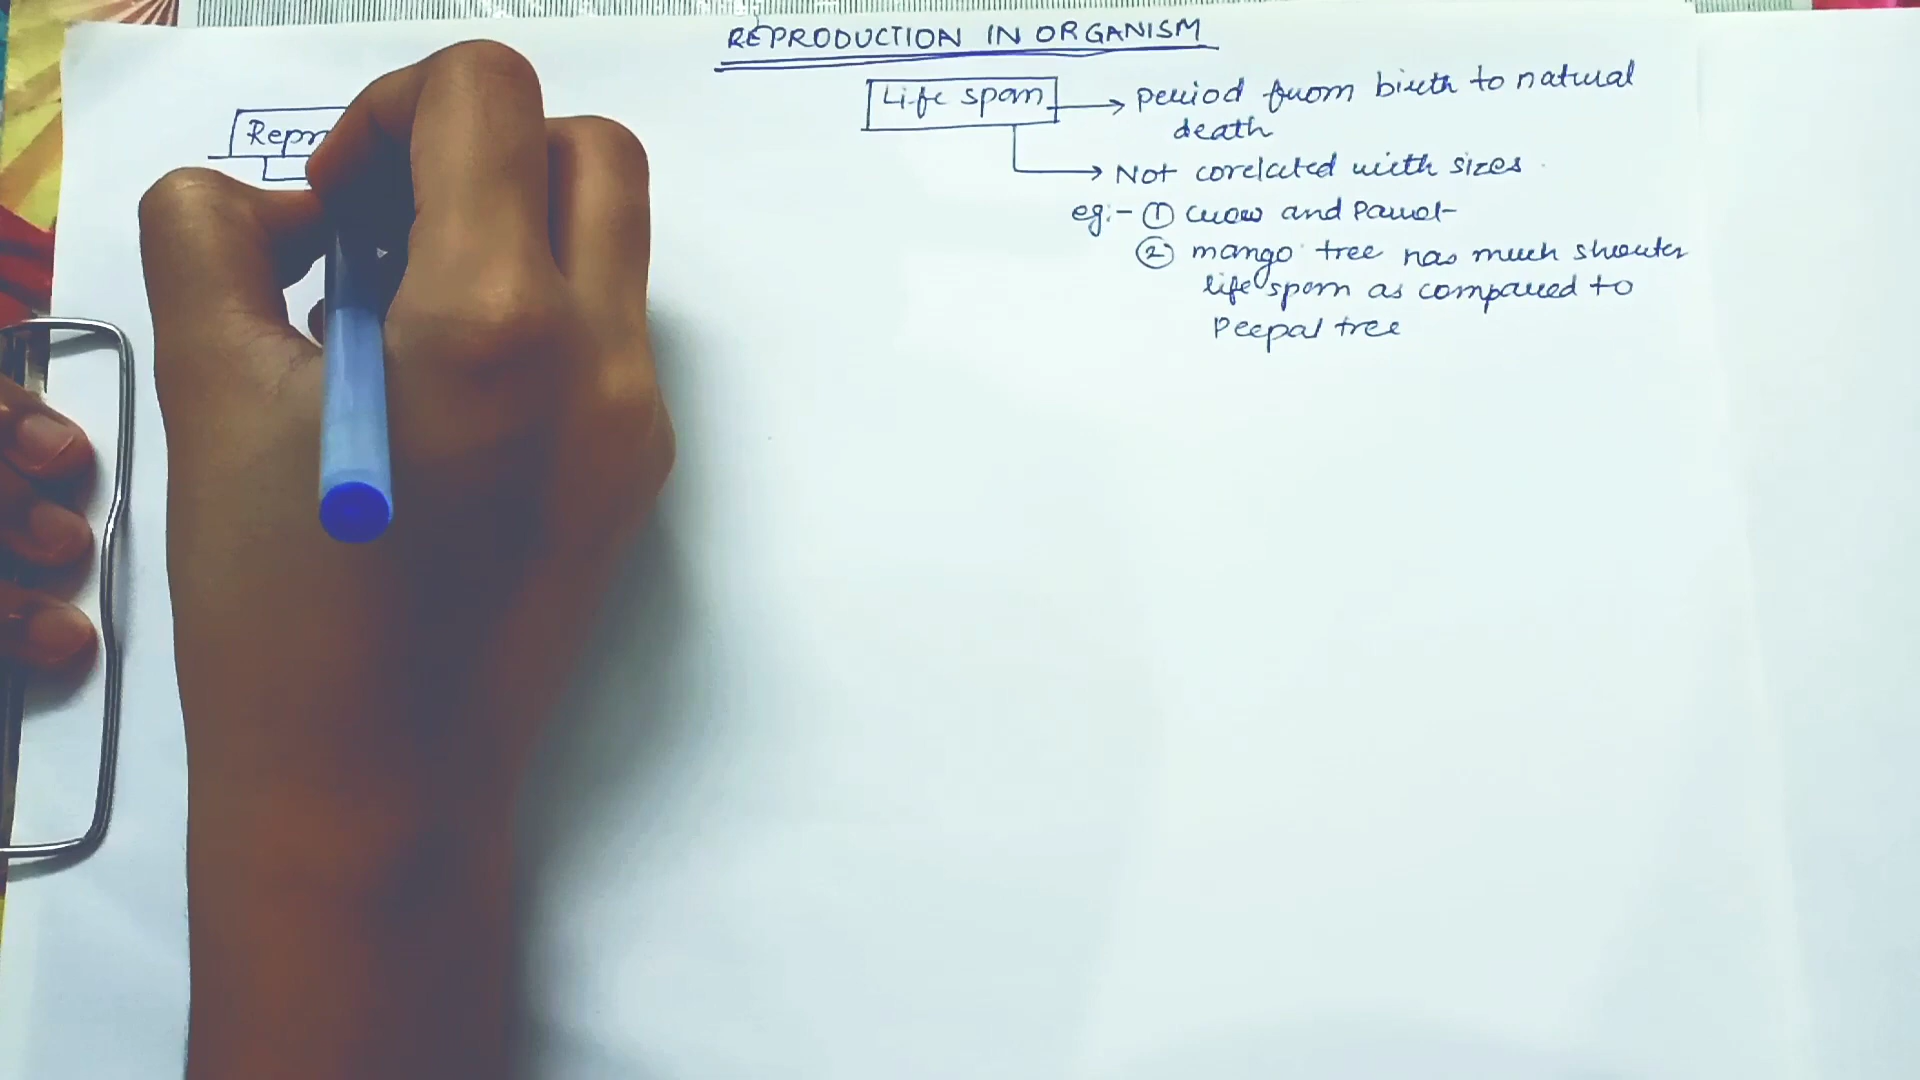 REPRODUCTION IN ORGANISM
Repr
Life span → period from birth to natural
death
→ Not corelated with sizes
eg:- ① crow and Parrot
② mango tree has much shorter
life span as compared to
Peepal tree